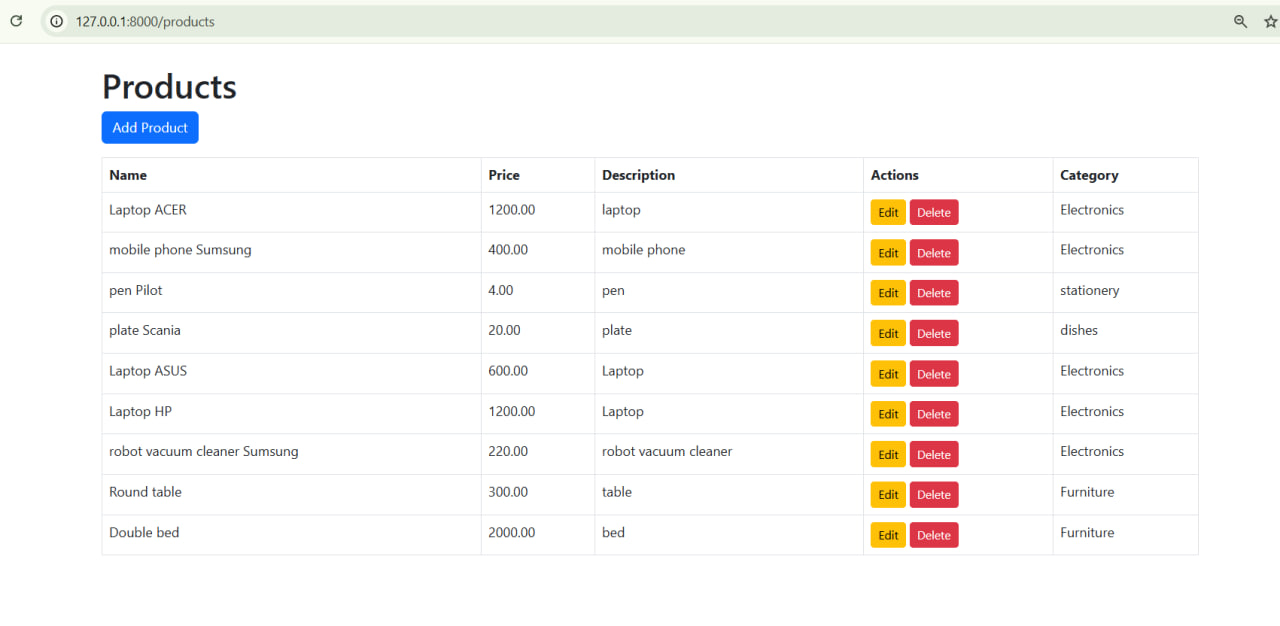 127.0.0.1:8000/products
Products
Add Product
Name Price Description Actions Category
Laptop ACER 1200.00 laptop Edit Delete Electronics
mobile phone Sumsung 400.00 mobile phone Edit Delete Electronics
pen Pilot 4.00 pen Edit Delete stationery
plate Scania 20.00 plate Edit Delete dishes
Laptop ASUS 600.00 Laptop Edit Delete Electronics
Laptop HP 1200.00 Laptop Edit Delete Electronics
robot vacuum cleaner Sumsung 220.00 robot vacuum cleaner Edit Delete Electronics
Round table 300.00 table Edit Delete Furniture
Double bed 2000.00 bed Edit Delete Furniture